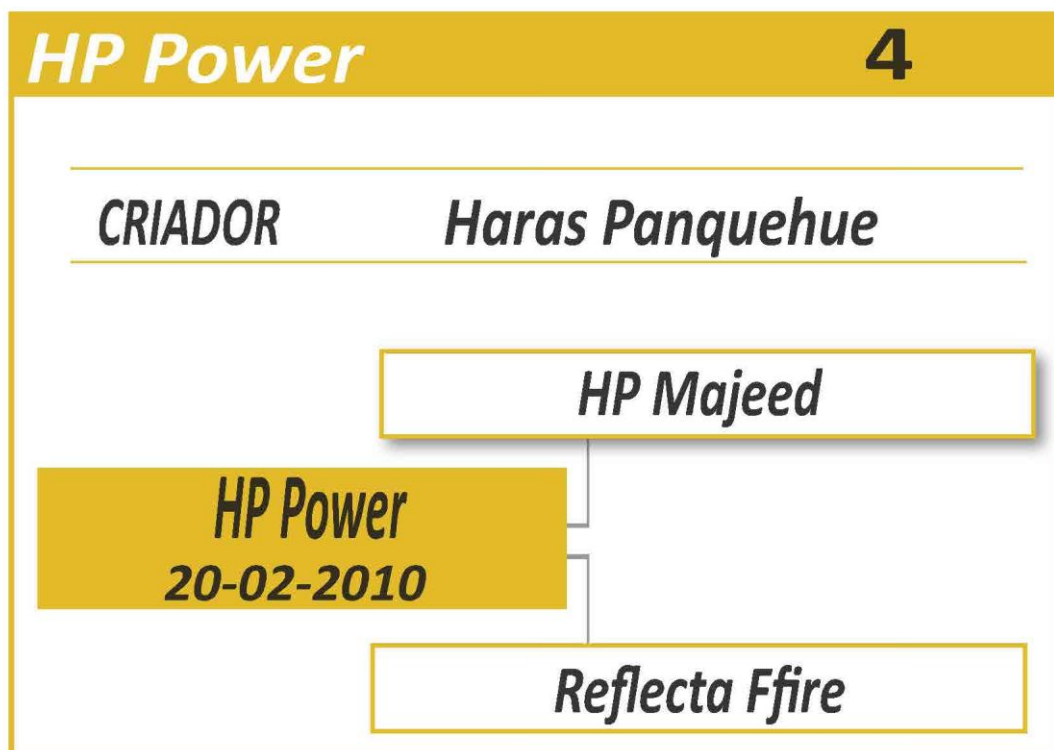 HP Power 4
CRIADOR Haras Panquehue
HP Majeed
HP Power
20-02-2010
Reflecta Ffire